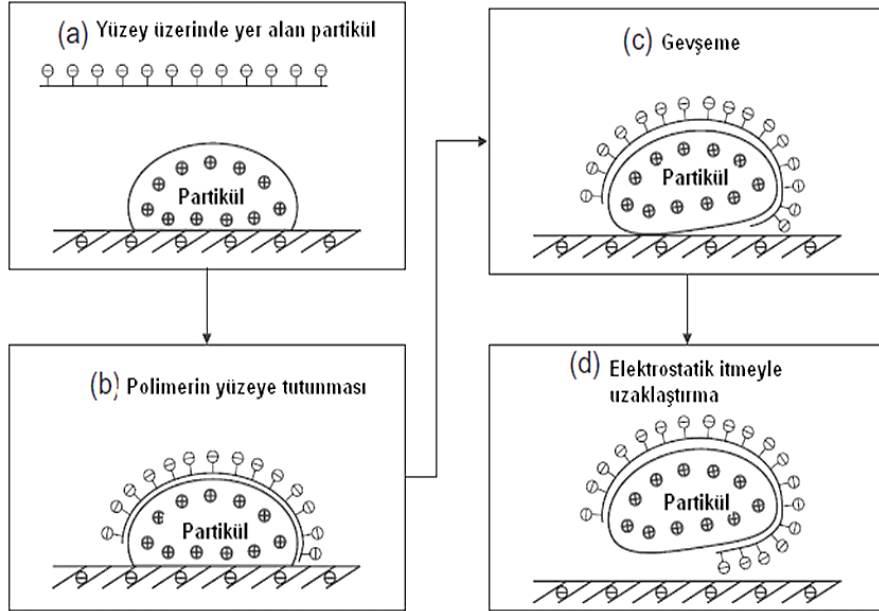 (a) Yüzey üzerinde yer alan partikül
Partikül
(b) Polimerin yüzeye tutunması
Partikül
(c) Gevşeme
Partikül
(d) Elektrostatik itmeyle
uzaklaştırma
Partikül